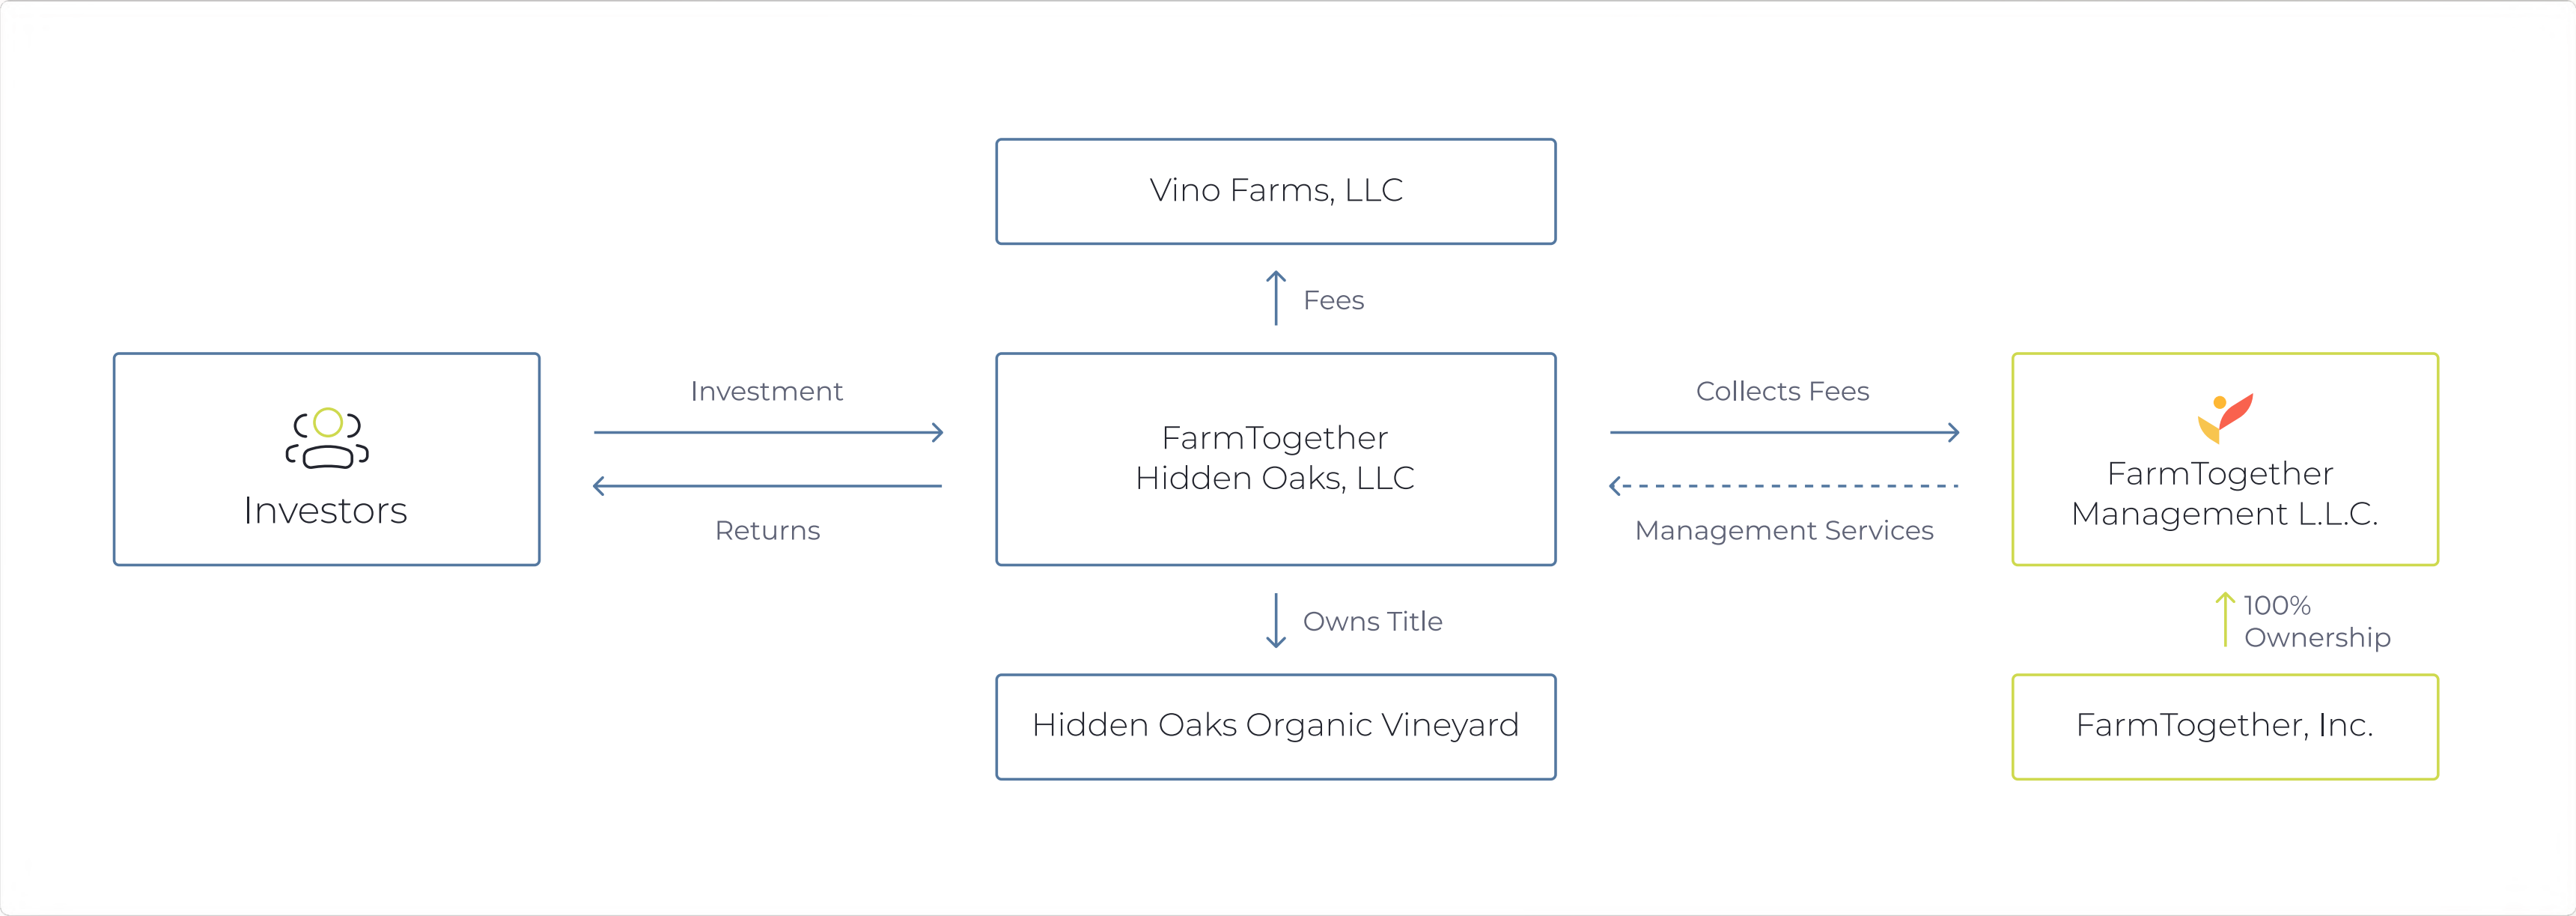 Vino Farms, LLC
Fees
Investors
Investment
Returns
FarmTogether
Hidden Oaks, LLC
Collects Fees
Management Services
FarmTogether
Management L.L.C.
Owns Title
100%
Ownership
Hidden Oaks Organic Vineyard
FarmTogether, Inc.